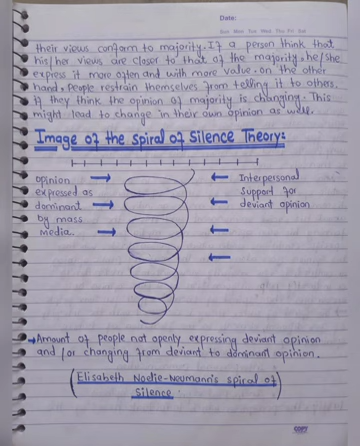 Date:
Sun Mon Tue Wed Thu Fri Sat
their views conform to majority. If a person think that
his/her views are closer to that of the majority, he/she
express it more often and with more value. on the other
hand, People restrain themselves from telling it to others.
if they think the opinion of majority is changing. This
might lead to change in their own opinion as well.
Image of the Spiral of Silence Theory:
opinion
expressed as
dominant
by mass
media.
Interpersonal
Support for
deviant opinion
Amount of people not openly expressing deviant opinion
and/or changing from deviant to dominant opinion.
(Elisabeth Noelle-Neumann's spiral of
Silence)
COPY